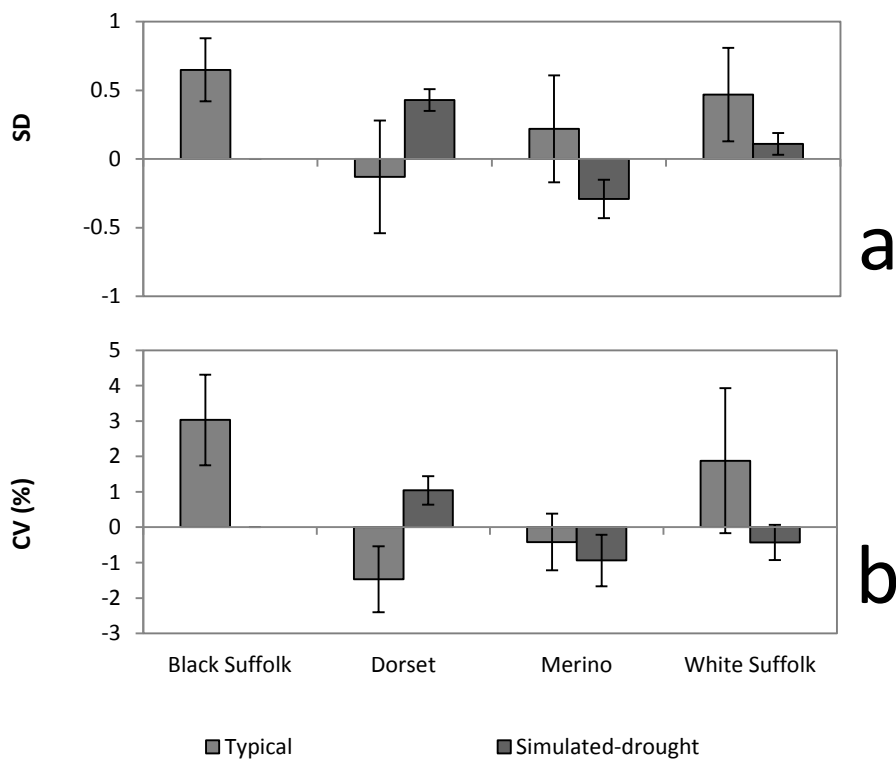 1
0.5
0
-0.5
-1
SD
a
5
4
3
2
1
0
-1
-2
-3
CV (%)
b
Black Suffolk Dorset Merino White Suffolk
Typical Simulated-drought